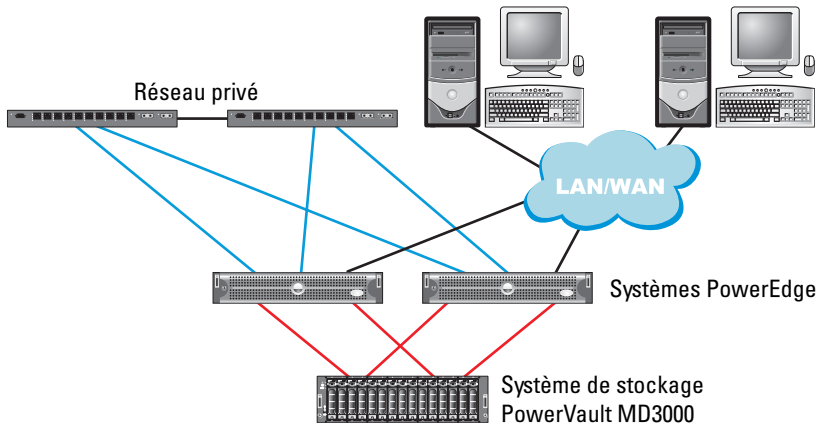 Réseau privé
LAN/WAN
Systèmes PowerEdge
Système de stockage
PowerVault MD3000